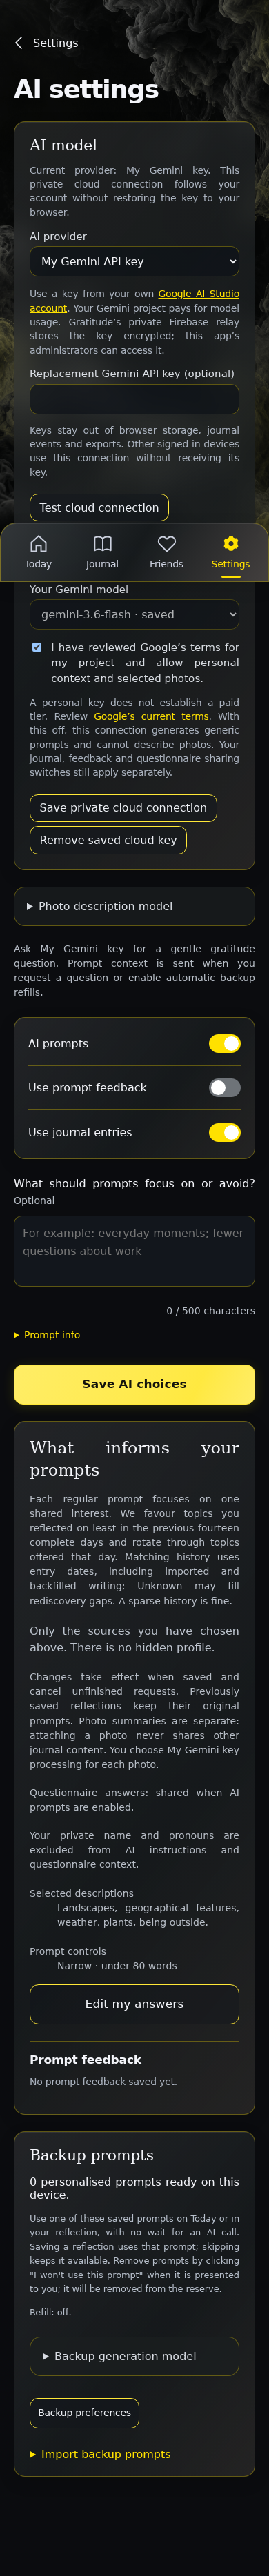 Settings
AI settings
AI model
Current provider: My Gemini key. This
private cloud connection follows your
account without restoring the key to your
browser.
AI provider
My Gemini API key
Use a key from your own Google AI Studio
account. Your Gemini project pays for model
usage. Gratitude's private Firebase relay
stores the key encrypted; this app's
administrators can access it.
Replacement Gemini API key (optional)
Keys stay out of browser storage, journal
events and exports. Other signed-in devices
use this connection without receiving its
key.
Test cloud connection
Today
Journal
Friends
Settings
Your Gemini model
gemini-3.6-flash · saved
I have reviewed Google's terms for
my project and allow personal
context and selected photos.
A personal key does not establish a paid
tier. Review Google's current terms. With
this off, this connection generates generic
prompts and cannot describe photos. Your
journal, feedback and questionnaire sharing
switches still apply separately.
Save private cloud connection
Remove saved cloud key
Photo description model
Ask My Gemini key for a gentle gratitude
question. Prompt context is sent when you
request a question or enable automatic backup
refills.
AI prompts
Use prompt feedback
Use journal entries
What should prompts focus on or avoid?
Optional
For example: everyday moments; fewer
questions about work
0 / 500 characters
Prompt info
Save AI choices
What informs your
prompts
Each regular prompt focuses on one
shared interest. We favour topics you
reflected on least in the previous fourteen
complete days and rotate through topics
offered that day. Matching history uses
entry dates, including imported and
backfilled writing; Unknown may fill
rediscovery gaps. A sparse history is fine.
Only the sources you have chosen
above. There is no hidden profile.
Changes take effect when saved and
cancel unfinished requests. Previously
saved reflections keep their original
prompts. Photo summaries are separate:
attaching a photo never shares other
journal content. You choose My Gemini key
processing for each photo.
Questionnaire answers: shared when AI
prompts are enabled.
Your private name and pronouns are
excluded from AI instructions and
questionnaire context.
Selected descriptions
Landscapes, geographical features,
weather, plants, being outside.
Prompt controls
Narrow · under 80 words
Edit my answers
Prompt feedback
No prompt feedback saved yet.
Backup prompts
0 personalised prompts ready on this
device.
Use one of these saved prompts on Today or in
your reflection, with no wait for an AI call.
Saving a reflection uses that prompt; skipping
keeps it available. Remove prompts by clicking
"I won't use this prompt" when it is presented
to you; it will be removed from the reserve.
Refill: off.
Backup generation model
Backup preferences
Import backup prompts